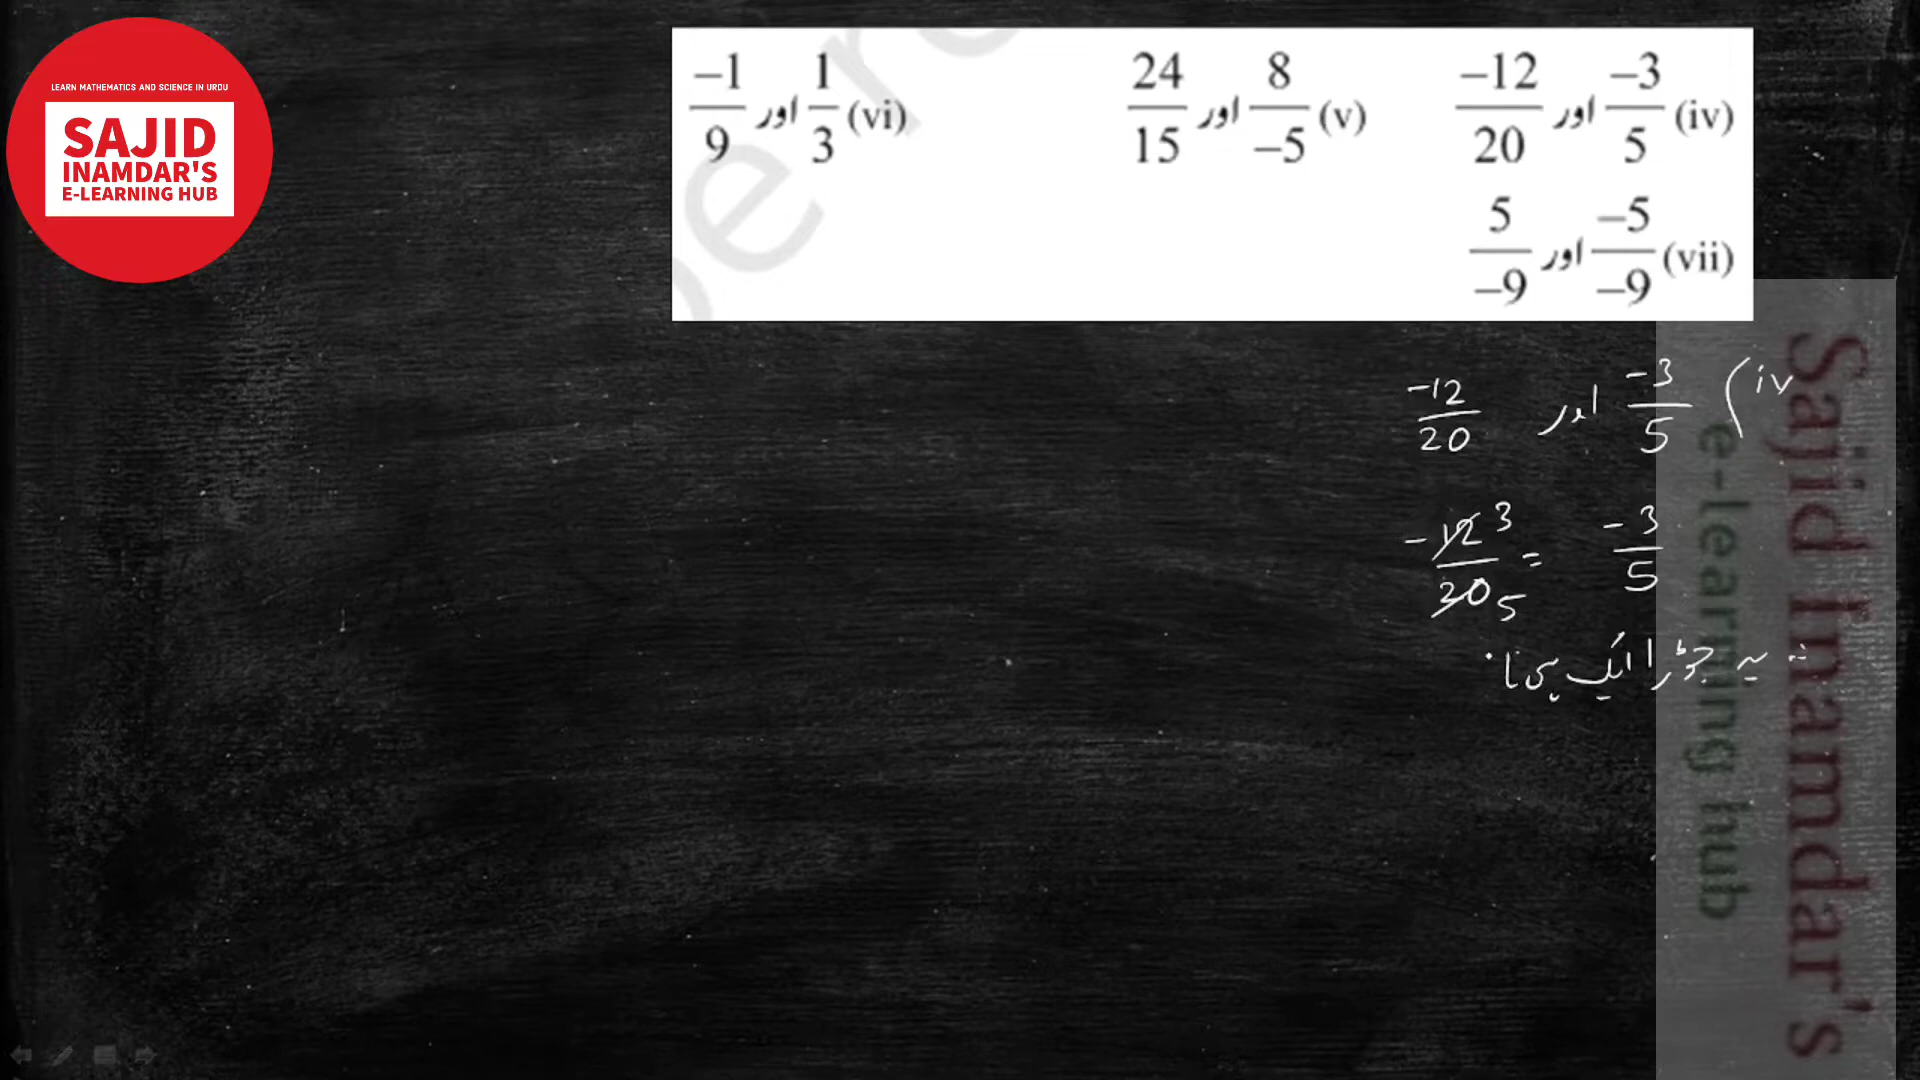 LEARN MATHEMATICS AND SCIENCE IN URDU
SAJID
INAMDAR'S
E-LEARNING HUB
(iv) -3/5 اور -12/20
(v) 8/-5 اور 24/15
(vi) 1/3 اور -1/9
(vii) -5/-9 اور 5/-9
iv) -3/5 اور -12/20
-12/20 3/5 = -3/5
∴ یہ جوڑا ایک ہی نا
Sajid Inamdar's
e-learning hub